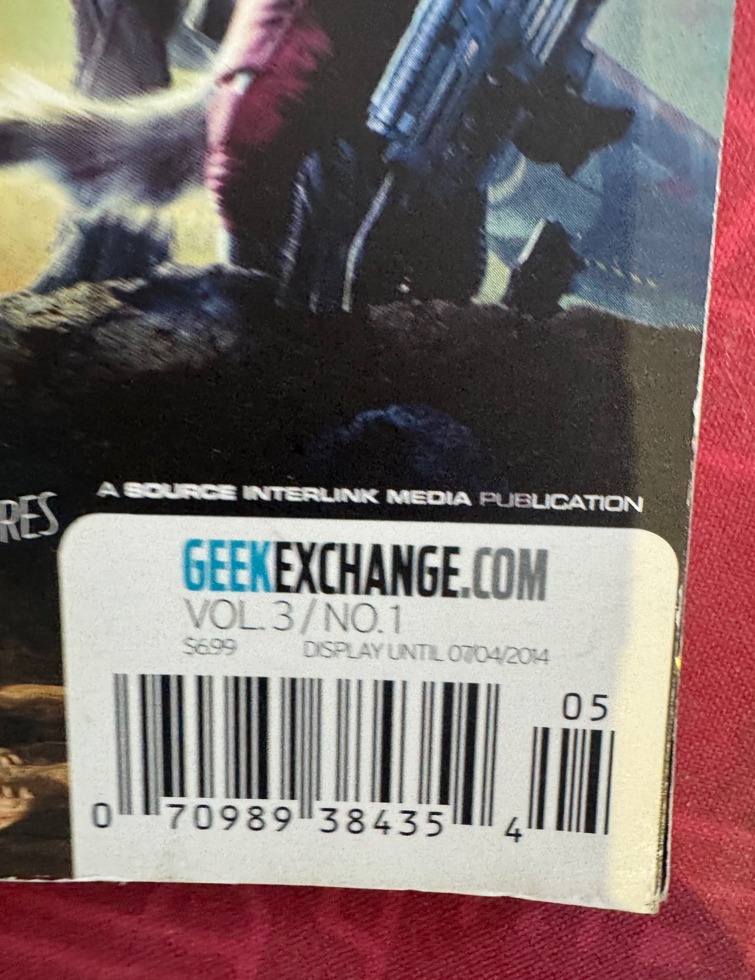 RES
A SOURCE INTERLINK MEDIA PUBLICATION
GEEKEXCHANGE.COM
VOL. 3 / NO. 1
$6.99 DISPLAY UNTIL 07/04/2014
05
0 70989 38435 4